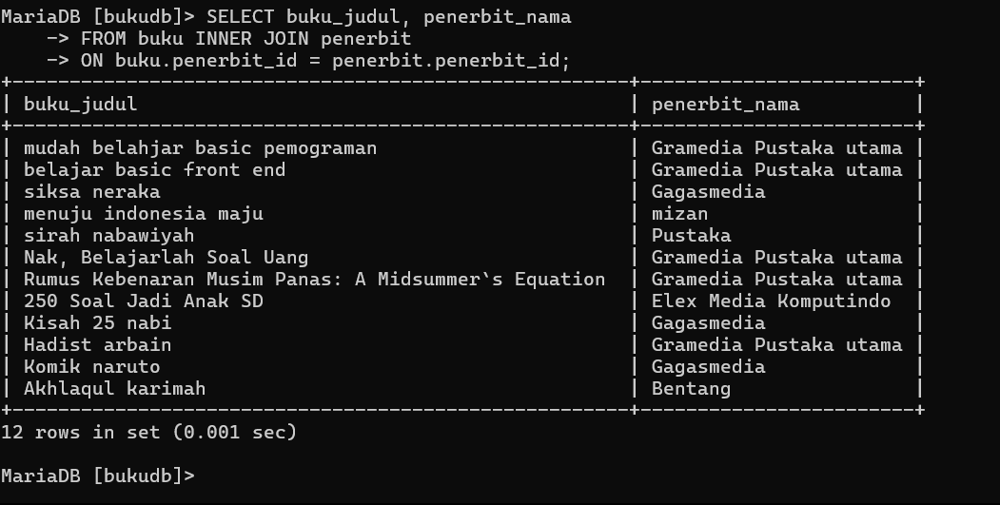 MariaDB [bukudb]> SELECT buku_judul, penerbit_nama
    -> FROM buku INNER JOIN penerbit
    -> ON buku.penerbit_id = penerbit.penerbit_id;
+-----------------------------------------------------+------------------------+
| buku_judul                                          | penerbit_nama          |
+-----------------------------------------------------+------------------------+
| mudah belahjar basic pemograman                     | Gramedia Pustaka utama |
| belajar basic front end                             | Gramedia Pustaka utama |
| siksa neraka                                        | Gagasmedia             |
| menuju indonesia maju                               | mizan                  |
| sirah nabawiyah                                     | Pustaka                |
| Nak, Belajarlah Soal Uang                           | Gramedia Pustaka utama |
| Rumus Kebenaran Musim Panas: A Midsummer`s Equation | Gramedia Pustaka utama |
| 250 Soal Jadi Anak SD                               | Elex Media Komputindo  |
| Kisah 25 nabi                                       | Gagasmedia             |
| Hadist arbain                                       | Gramedia Pustaka utama |
| Komik naruto                                        | Gagasmedia             |
| Akhlaqul karimah                                    | Bentang                |
+-----------------------------------------------------+------------------------+
12 rows in set (0.001 sec)

MariaDB [bukudb]>